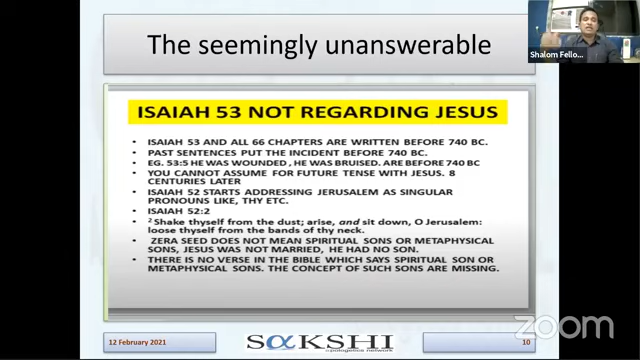 The seemingly unanswerable
Shalom Fello...
ISAIAH 53 NOT REGARDING JESUS
• ISAIAH 53 AND ALL 66 CHAPTERS ARE WRITTEN BEFORE 740 BC.
• PAST SENTENCES PUT THE INCIDENT BEFORE 740 BC.
• EG. 53:5 HE WAS WOUNDED, HE WAS BRUISED. ARE BEFORE 740 BC
• YOU CANNOT ASSUME FOR FUTURE TENSE WITH JESUS. 8
CENTURIES LATER
• ISAIAH 52 STARTS ADDRESSING JERUSALEM AS SINGULAR
PRONOUNS LIKE, THY ETC.
• ISAIAH 52:2
• ² Shake thyself from the dust; arise, and sit down, O Jerusalem:
loose thyself from the bands of thy neck.
• ZERA SEED DOES NOT MEAN SPIRITUAL SONS OR METAPHYSICAL
SONS, JESUS WAS NOT MARRIED, HE HAD NO SON.
• THERE IS NO VERSE IN THE BIBLE WHICH SAYS SPIRITUAL SON OR
METAPHYSICAL SONS. THE CONCEPT OF SUCH SONS ARE MISSING.
zoom
12 February 2021
SαKSHI
apologetics network
10